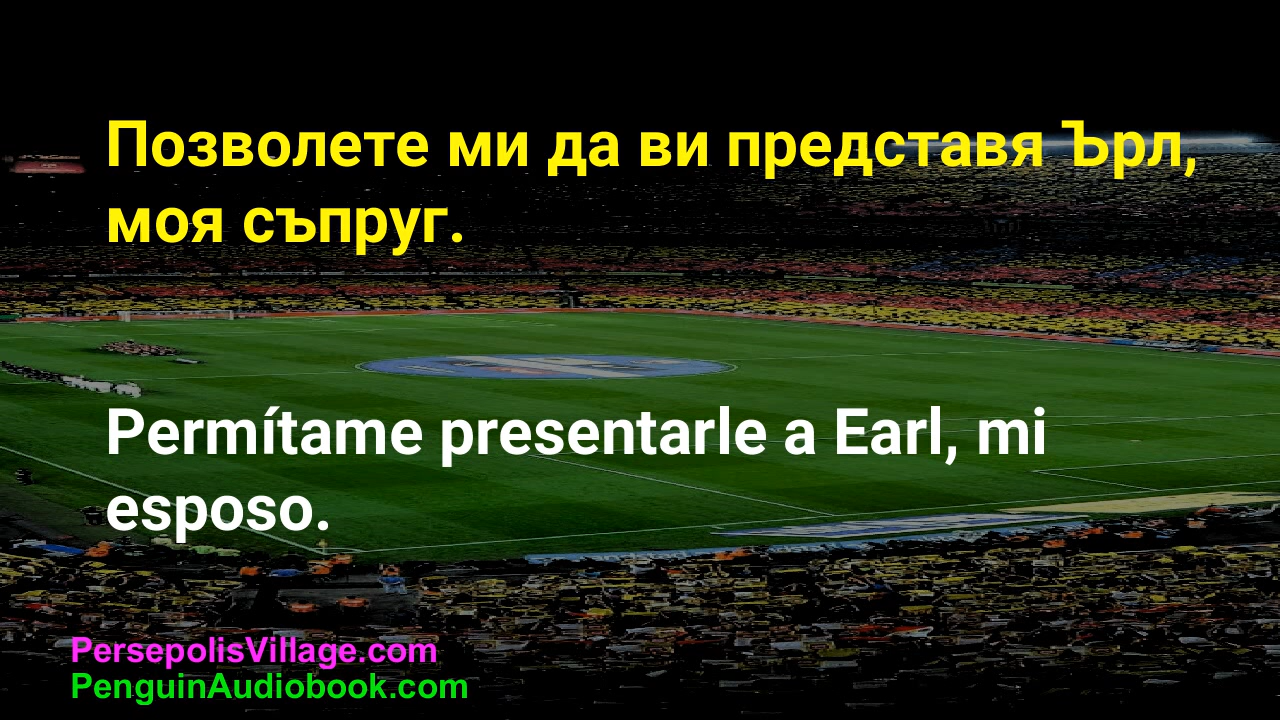 Позволете ми да ви представя Ърл,
моя съпруг.
Permítame presentarle a Earl, mi
esposo.
PersepolisVillage.com
PenguinAudiobook.com